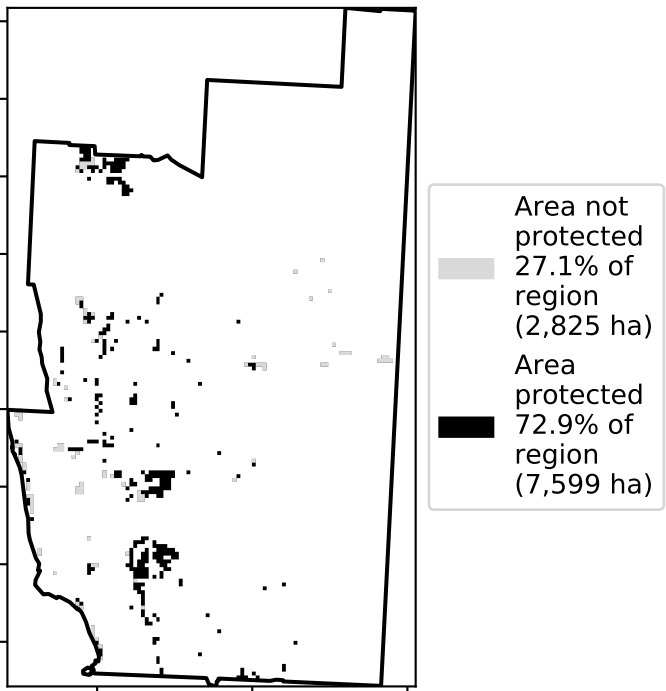 Area not
protected
27.1% of
region
(2,825 ha)
Area
protected
72.9% of
region
(7,599 ha)